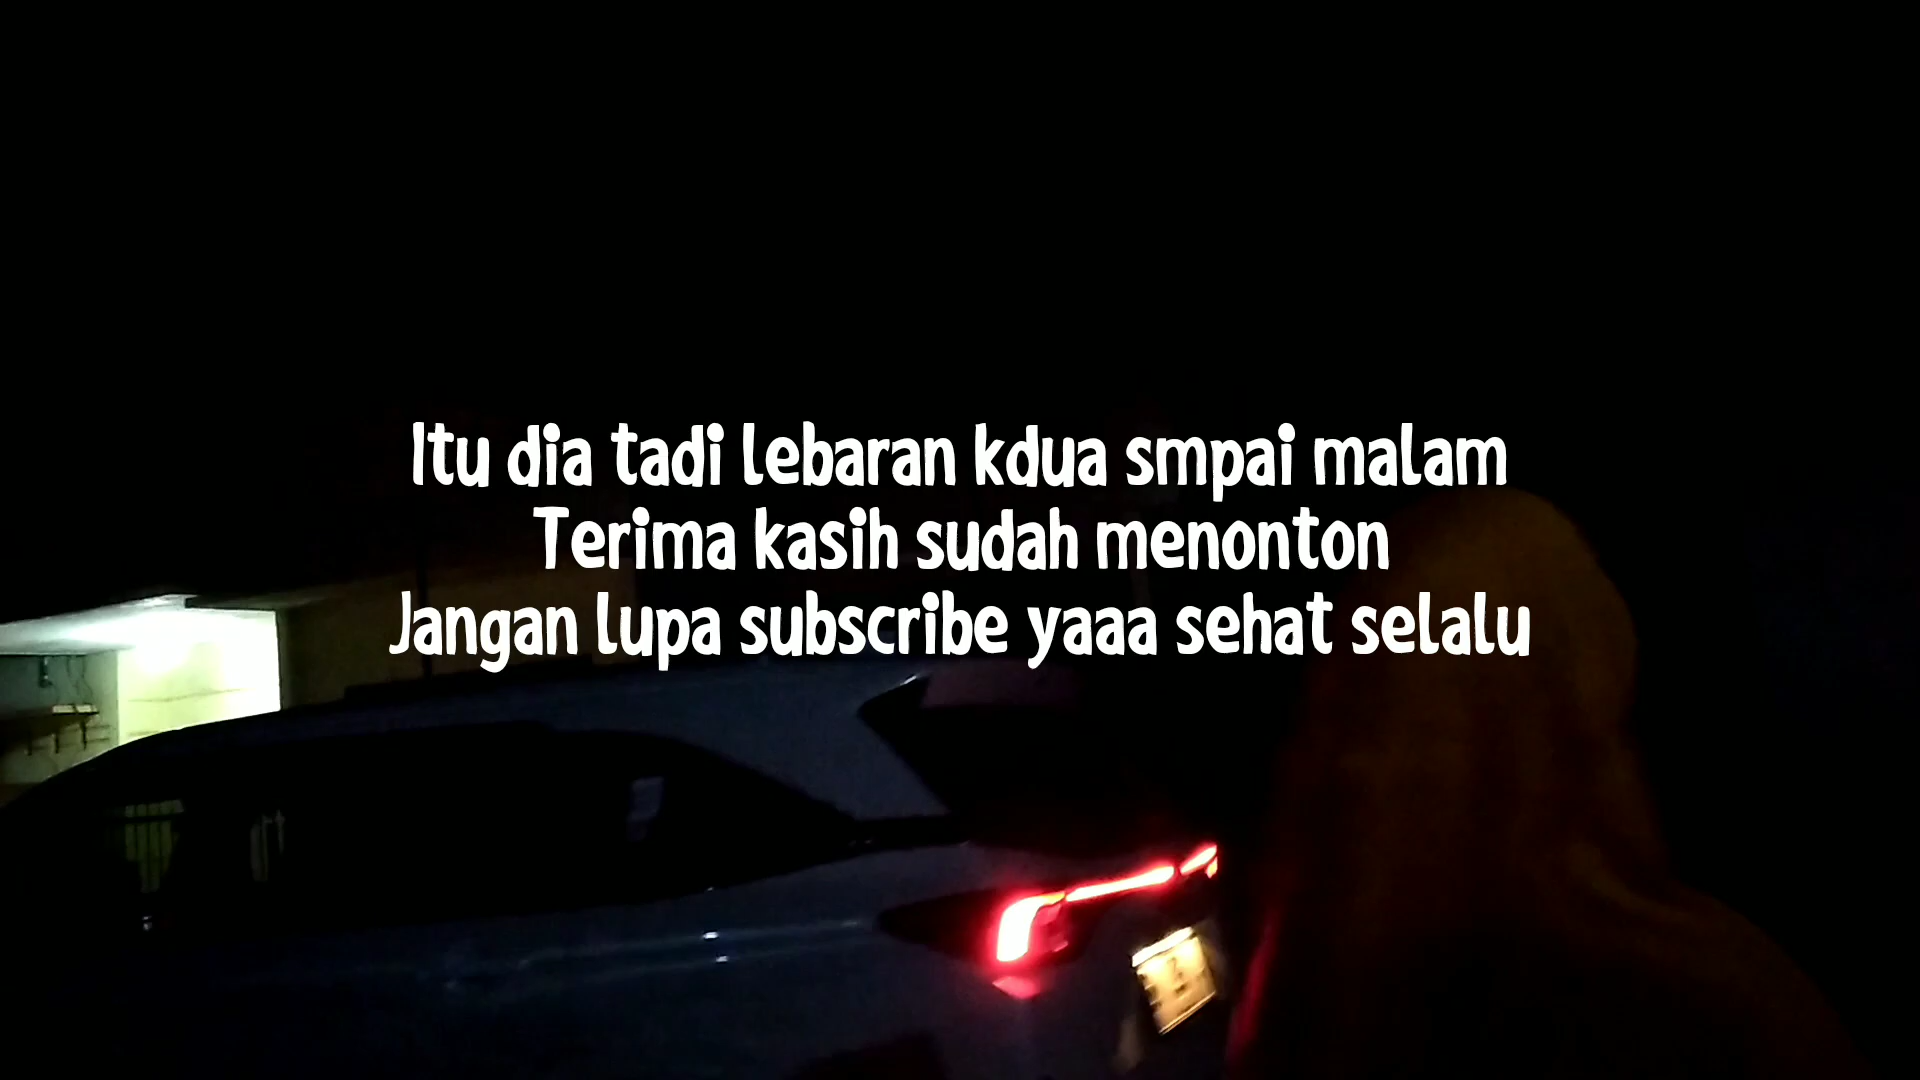 Itu dia tadi lebaran kdua smpai malam
Terima kasih sudah menonton
Jangan lupa subscribe yaaa sehat selalu